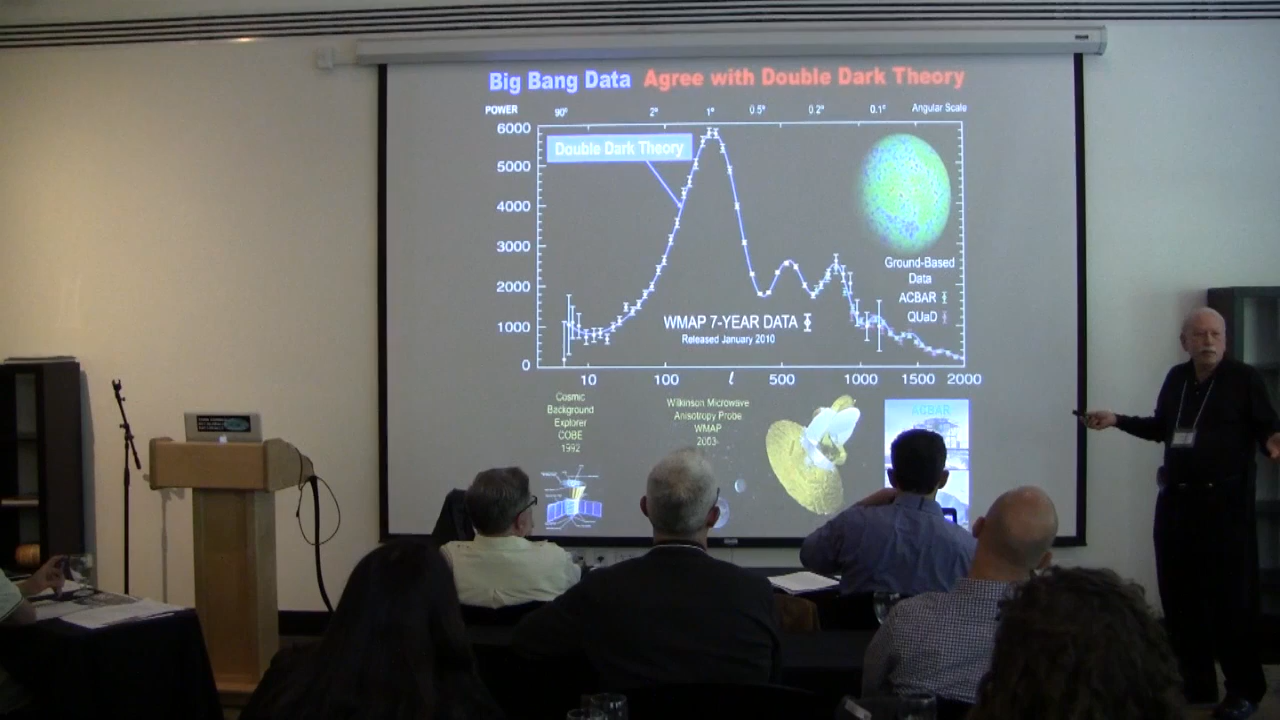 Big Bang Data Agree with Double Dark Theory
POWER 90° 2° 1° 0.5° 0.2° 0.1° Angular Scale
6000
Double Dark Theory
5000
4000
3000
Ground-Based
Data
2000
ACBAR
WMAP 7-YEAR DATA
QUaD
1000
Released January 2010
0
10 100 l 500 1000 1500 2000
Cosmic
Background
Explorer
COBE
1992
Wilkinson Microwave
Anisotropy Probe
WMAP
2003-
ACBAR